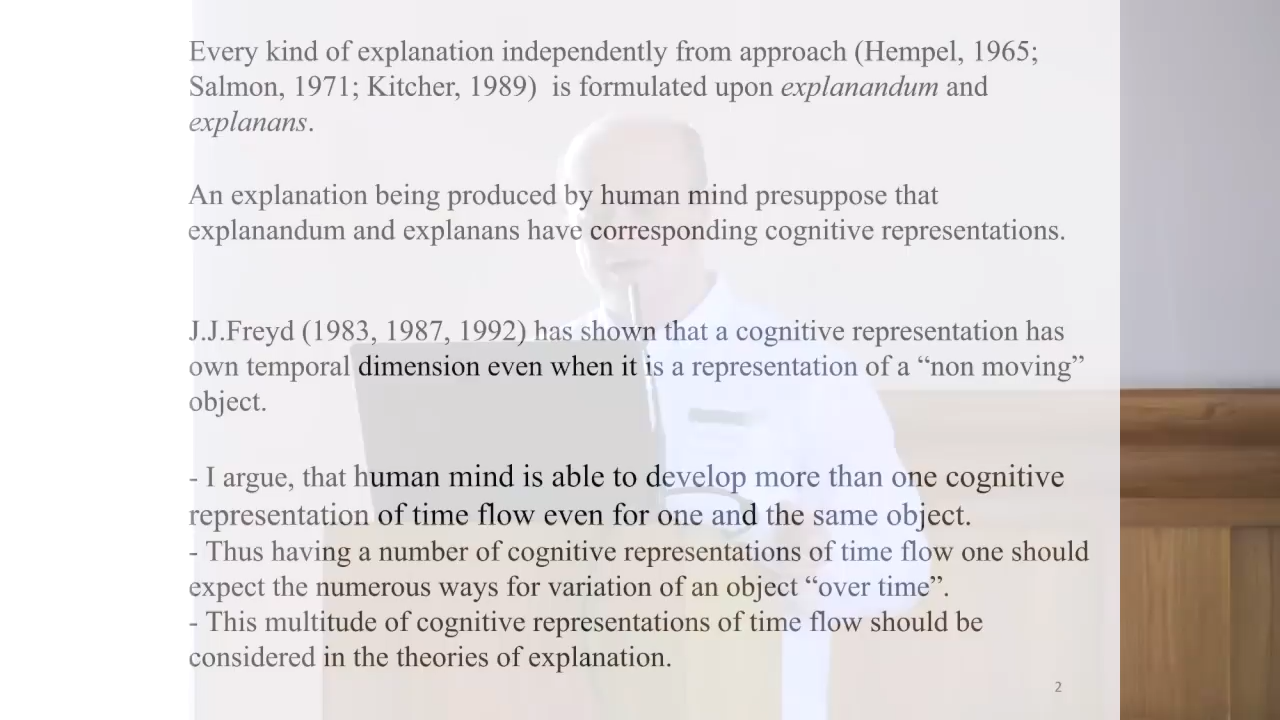 Every kind of explanation independently from approach (Hempel, 1965;
Salmon, 1971; Kitcher, 1989)  is formulated upon explanandum and
explanans.
An explanation being produced by human mind presuppose that
explanandum and explanans have corresponding cognitive representations.
J.J.Freyd (1983, 1987, 1992) has shown that a cognitive representation has
own temporal dimension even when it is a representation of a “non moving”
object.
- I argue, that human mind is able to develop more than one cognitive
representation of time flow even for one and the same object.
- Thus having a number of cognitive representations of time flow one should
expect the numerous ways for variation of an object “over time”.
- This multitude of cognitive representations of time flow should be
considered in the theories of explanation.
2